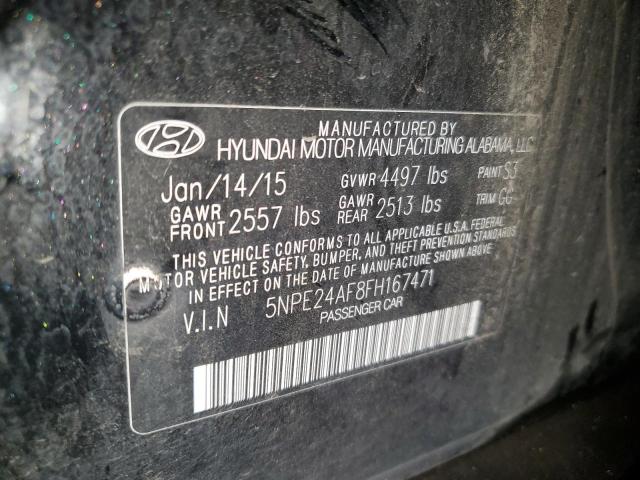 MANUFACTURED BY
HYUNDAI MOTOR MANUFACTURING ALABAMA, LLC
Jan/14/15 GVWR 4497 lbs PAINT S3
GAWR FRONT 2557 lbs GAWR REAR 2513 lbs TRIM GG
THIS VEHICLE CONFORMS TO ALL APPLICABLE U.S.A. FEDERAL
MOTOR VEHICLE SAFETY, BUMPER, AND THEFT PREVENTION STANDARDS
IN EFFECT ON THE DATE OF MANUFACTURE SHOWN ABOVE.
V.I.N 5NPE24AF8FH167471
PASSENGER CAR